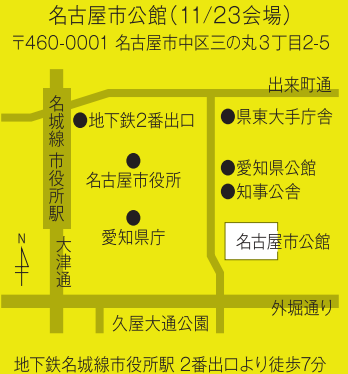 名古屋市公館(11/23会場)
〒460-0001 名古屋市中区三の丸3丁目2-5
出来町通
名城線 市役所駅
●地下鉄2番出口
●県東大手庁舎
名古屋市役所
●愛知県公館
●知事公舎
愛知県庁
名古屋市公館
N
大津通
外堀通り
久屋大通公園
地下鉄名城線市役所駅 2番出口より徒歩7分